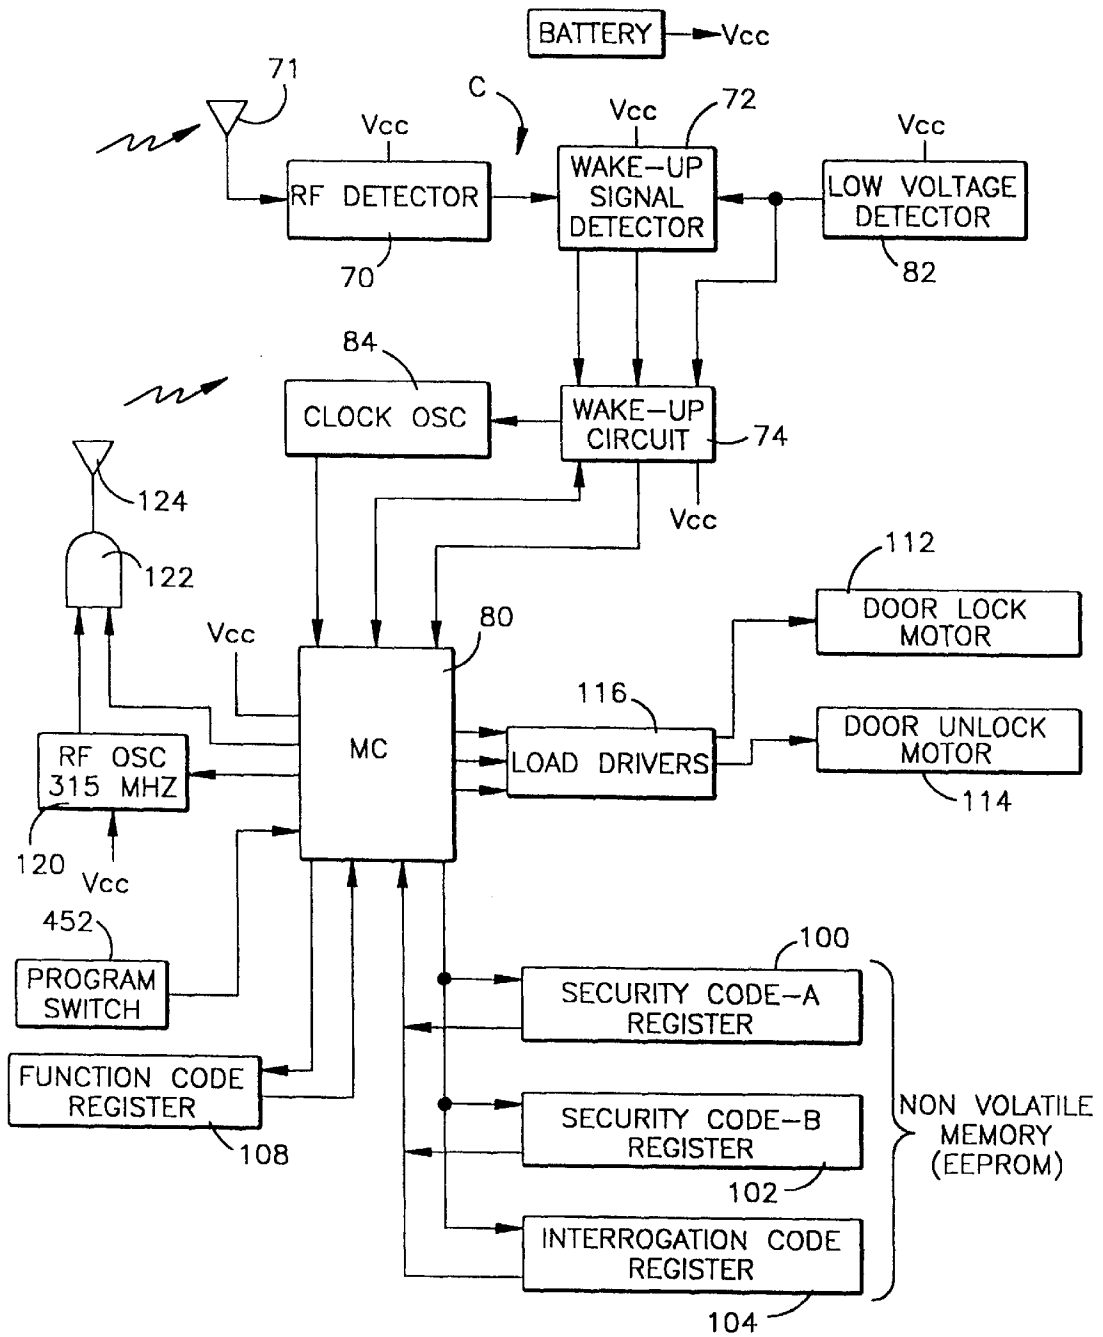 BATTERY
Vcc
71
C
Vcc
72
Vcc
Vcc
RF DETECTOR
WAKE-UP
SIGNAL
DETECTOR
LOW VOLTAGE
DETECTOR
70
82
84
CLOCK OSC
WAKE-UP
CIRCUIT
74
Vcc
124
122
112
DOOR LOCK
MOTOR
Vcc
80
116
MC
LOAD DRIVERS
DOOR UNLOCK
MOTOR
114
RF OSC
315 MHZ
120
Vcc
452
PROGRAM
SWITCH
100
SECURITY CODE-A
REGISTER
FUNCTION CODE
REGISTER
108
SECURITY CODE-B
REGISTER
102
NON VOLATILE
MEMORY
(EEPROM)
INTERROGATION CODE
REGISTER
104